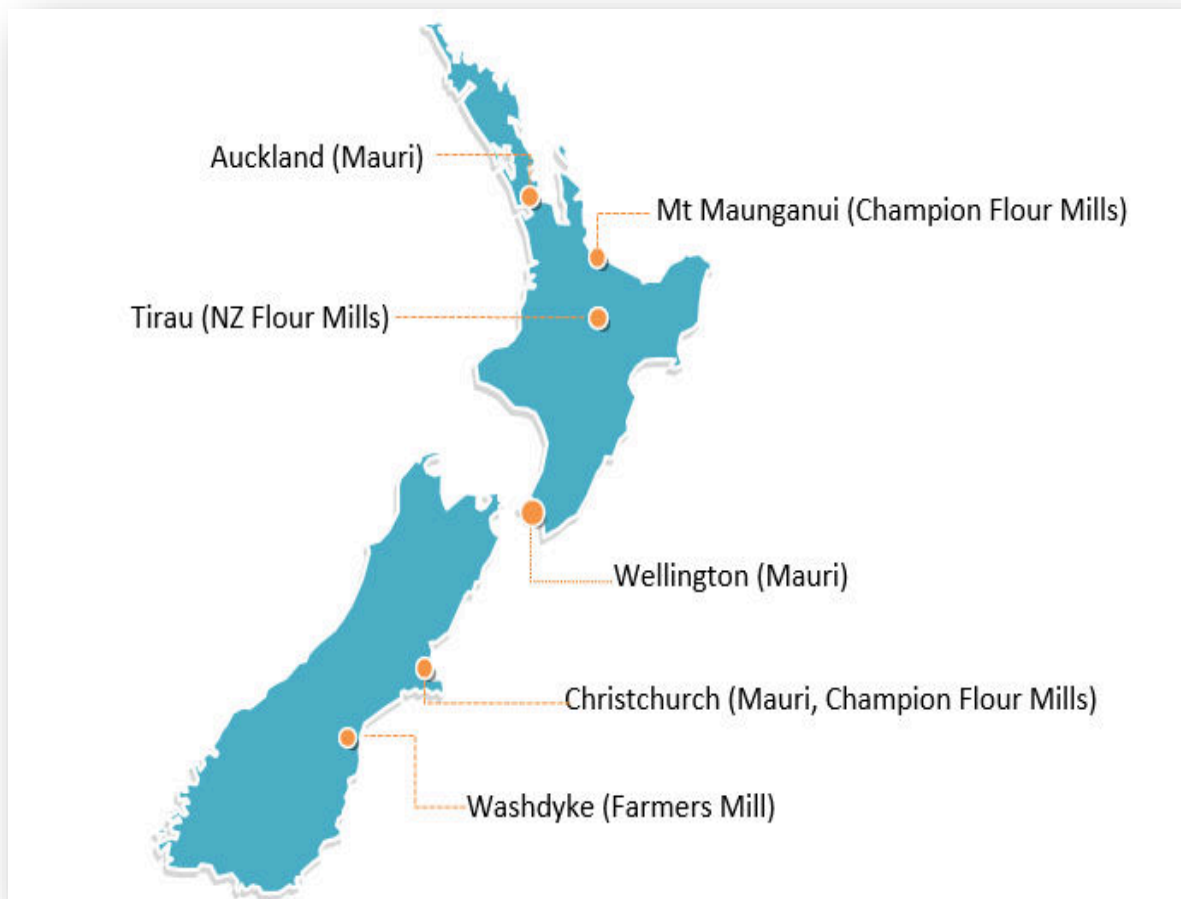 Auckland (Mauri)
Mt Maunganui (Champion Flour Mills)
Tirau (NZ Flour Mills)
Wellington (Mauri)
Christchurch (Mauri, Champion Flour Mills)
Washdyke (Farmers Mill)